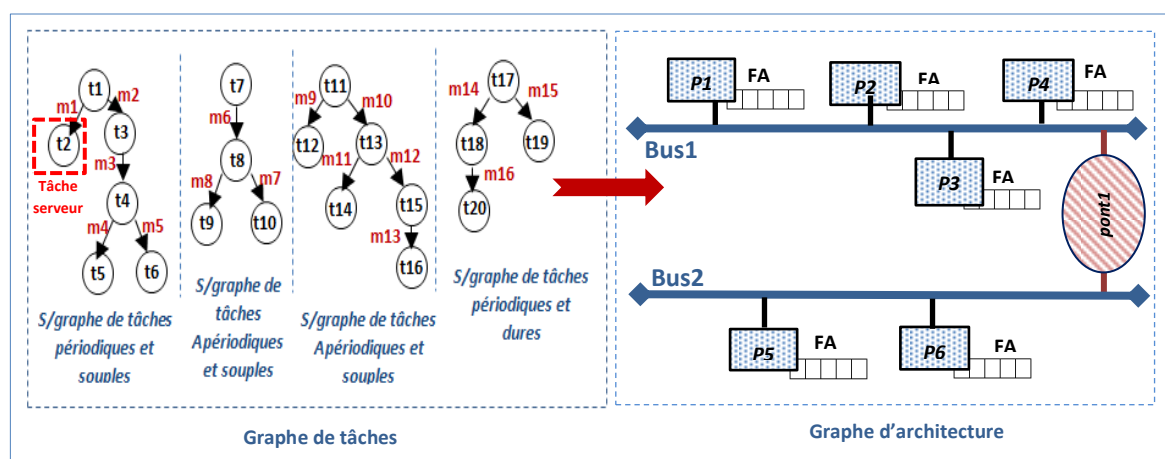 t1
m1
m2
t2
t3
Tâche
serveur
m3
t4
m4
m5
t5
t6
S/graphe de tâches
périodiques et
souples
t7
m6
t8
m8
m7
t9
t10
S/graphe de
tâches
Apériodiques
et souples
t11
m9
m10
t12
t13
m11
m12
t14
t15
m13
t16
S/graphe de tâches
Apériodiques et
souples
t17
m14
m15
t18
t19
m16
t20
S/graphe de tâches
périodiques et
dures
Graphe de tâches
P1
FA
P2
FA
P4
FA
Bus1
P3
FA
pont1
Bus2
P5
FA
P6
FA
Graphe d'architecture